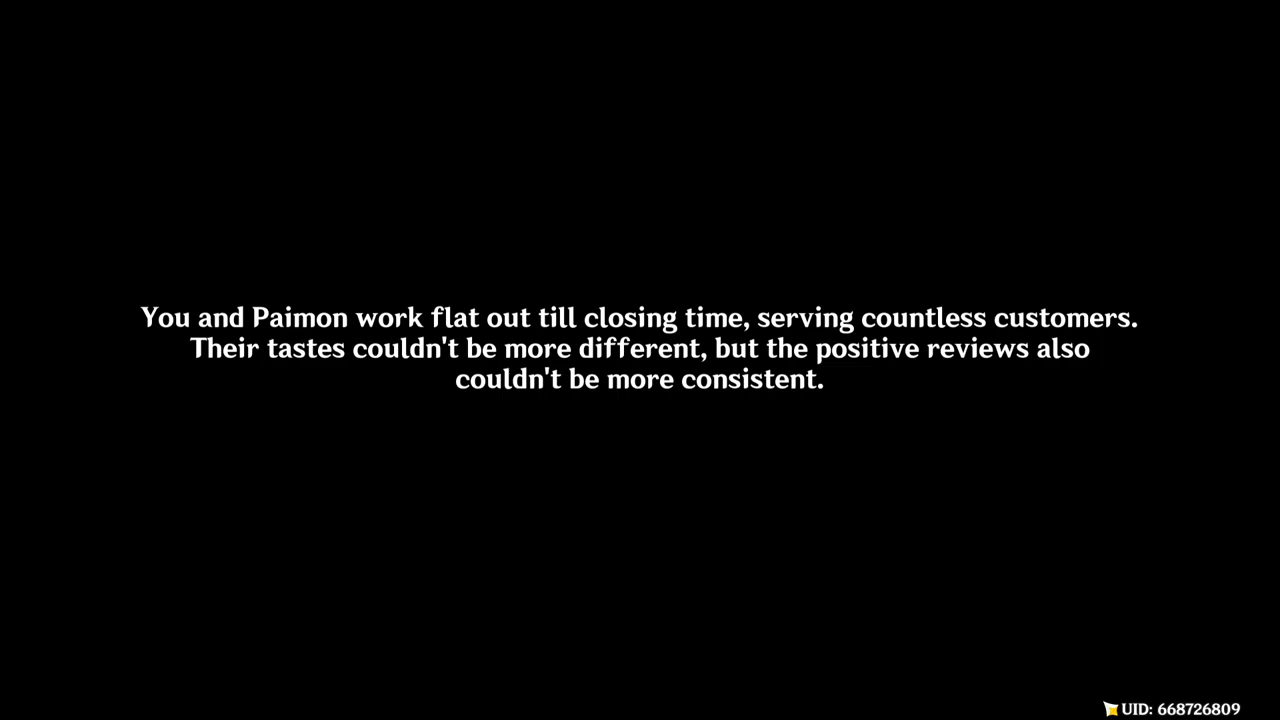 You and Paimon work flat out till closing time, serving countless customers.
Their tastes couldn't be more different, but the positive reviews also
couldn't be more consistent.
UID: 668726809